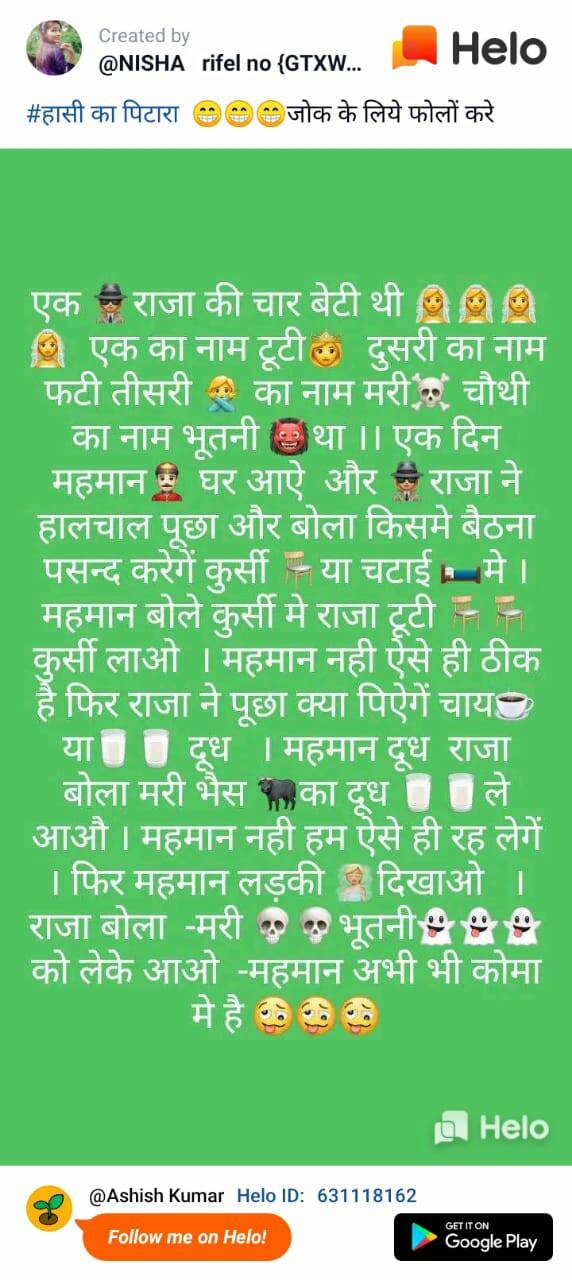 Created by
@NISHA rifel no {GTXW...
Helo
#हासी का पिटारा 😁😁😁जोक के लिये फोलों करे
एक 🕵️राजा की चार बेटी थी 👰👰👰
👰 एक का नाम टूटी👸 दुसरी का नाम
फटी तीसरी 🙅 का नाम मरी☠️ चौथी
का नाम भूतनी 👹था ।। एक दिन
महमान💂 घर आऐ और 🕵️राजा ने
हालचाल पूछा और बोला किसमे बैठना
पसन्द करेगें कुर्सी 🪑या चटाई 🛏️मे ।
महमान बोले कुर्सी मे राजा टूटी 🪑🪑
कुर्सी लाओ । महमान नही ऐसे ही ठीक
है फिर राजा ने पूछा क्या पिऐगें चाय☕
या🥛🥛 दूध । महमान दूध राजा
बोला मरी भैस 🐃का दूध 🥛🥛 ले
आऔ । महमान नही हम ऐसे ही रह लेगें
। फिर महमान लड़की 👰दिखाओ ।
राजा बोला -मरी 💀💀भूतनी👻👻👻
को लेके आओ -महमान अभी भी कोमा
मे है 🥴🥴🥴
Helo
@Ashish Kumar Helo ID: 631118162
Follow me on Helo!
GET IT ON
Google Play